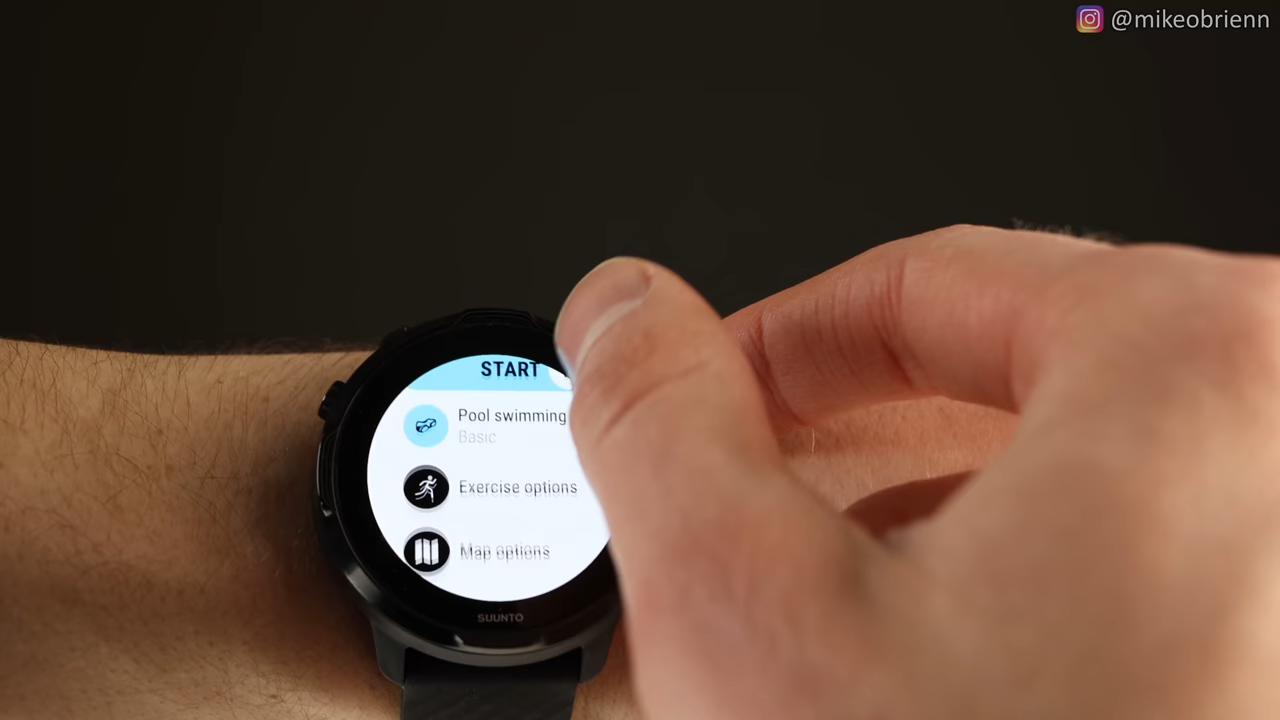 @mikeobrienn
START
Pool swimming
Basic
Exercise options
Map options
SUUNTO